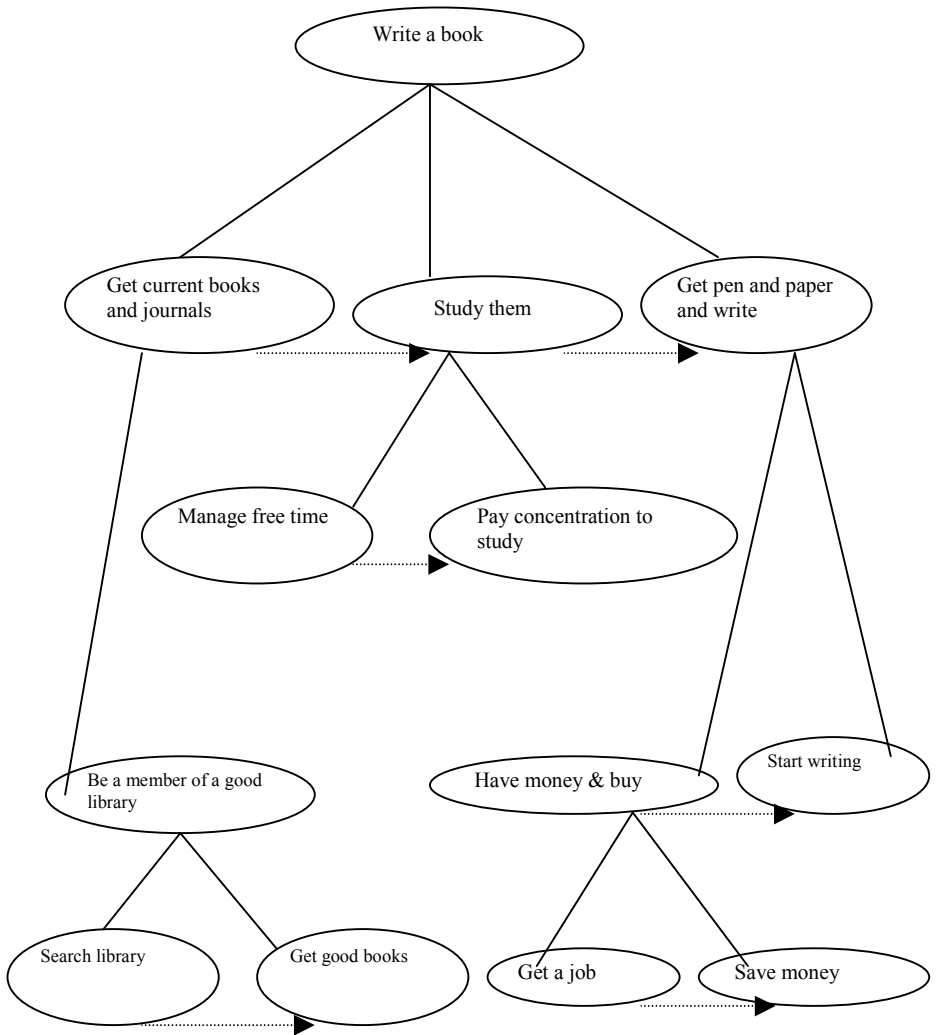 Write a book
Get current books
and journals
Study them
Get pen and paper
and write
Manage free time
Pay concentration to
study
Be a member of a good
library
Have money & buy
Start writing
Search library
Get good books
Get a job
Save money